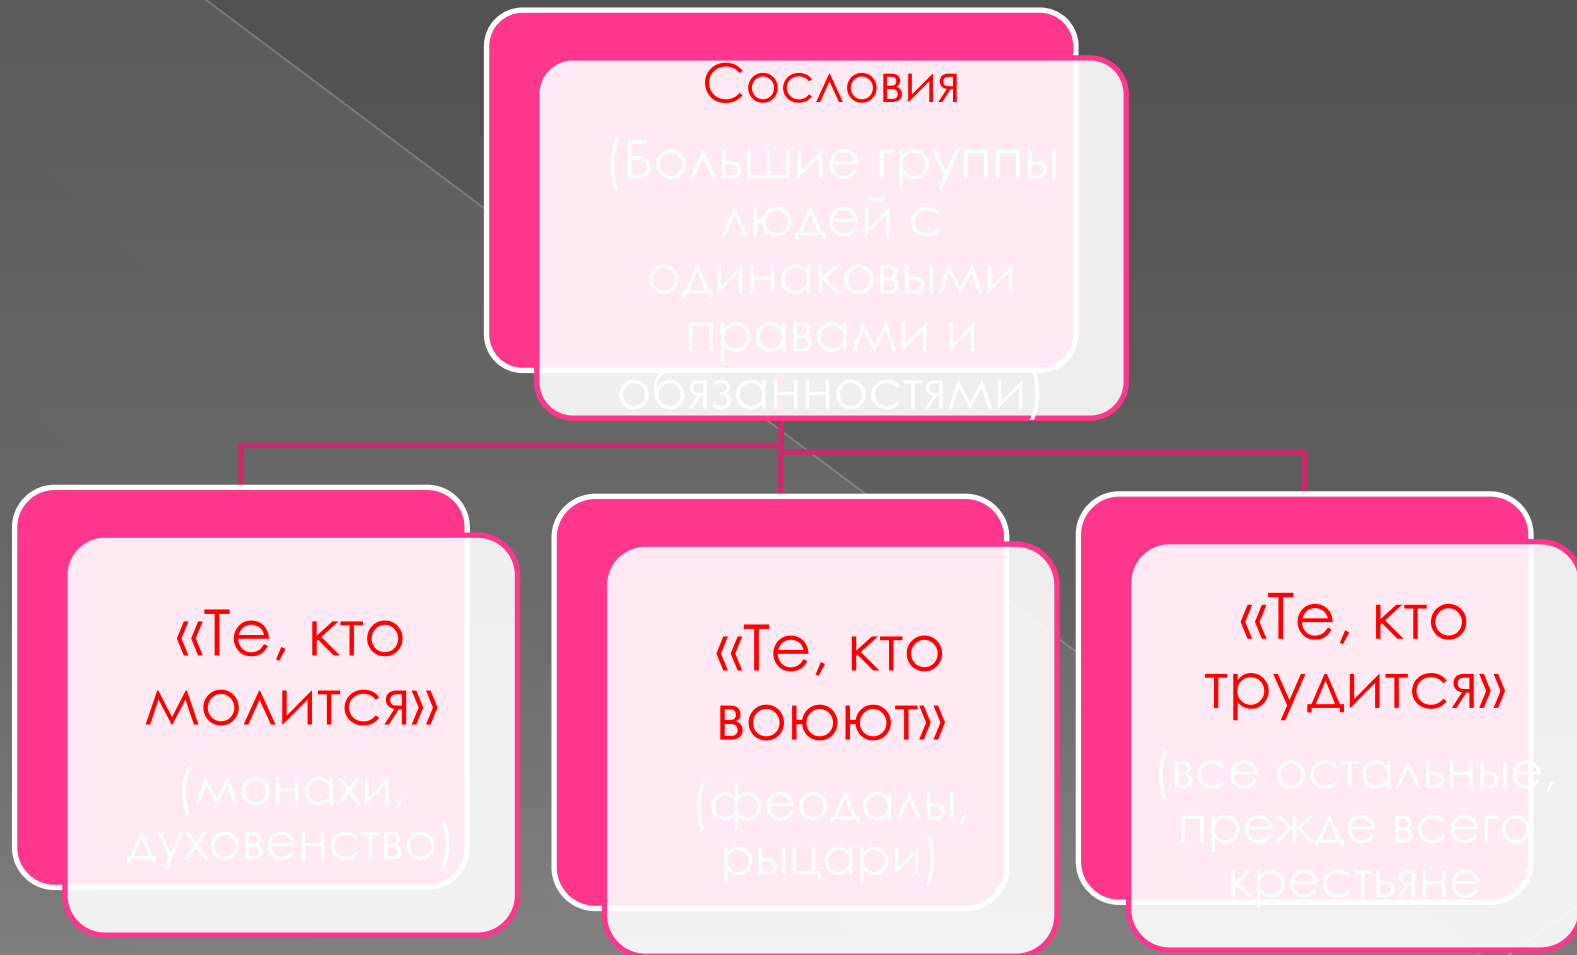 Сословия
(Большие группы
людей с
одинаковыми
правами и
обязанностями)
«Те, кто
молится»
(монахи,
духовенство)
«Те, кто
воюют»
(феодалы,
рыцари)
«Те, кто
трудится»
(все остальные,
прежде всего
крестьяне